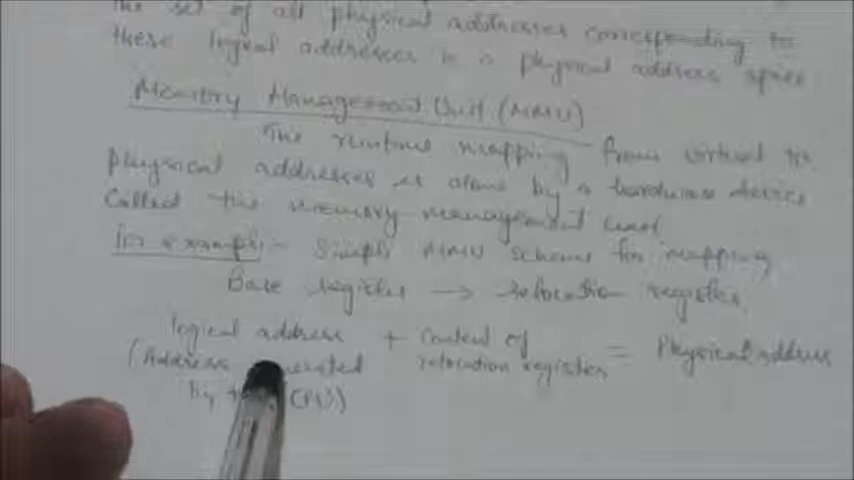 The set of all physical addresses corresponding to
these logical addresses is a physical address space
Memory Management Unit (MMU)
The runtime mapping from virtual to
physical addresses is done by a hardware device
called the memory management unit
for example:- Simple MMU scheme for mapping
Base register → relocation register
logical address + Content of relocation register = Physical address
(Address generated
by the CPU)